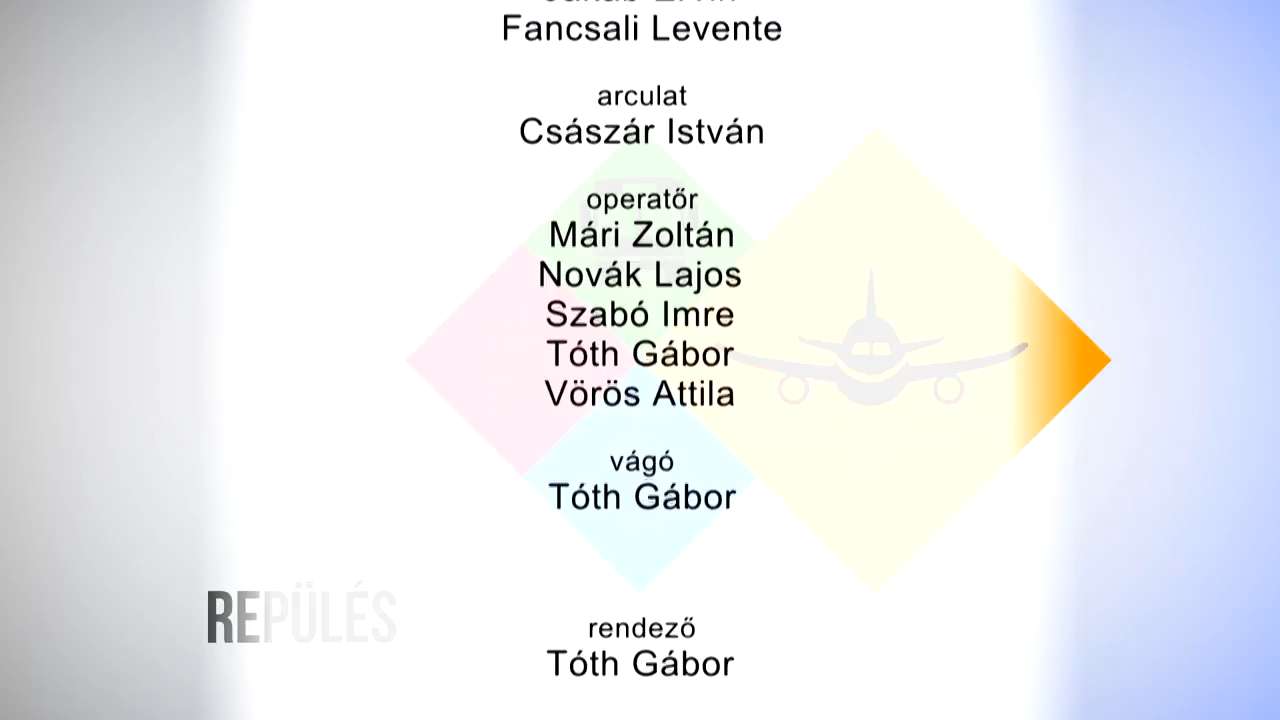 Fancsali Levente
arculat
Császár István
operatőr
Mári Zoltán
Novák Lajos
Szabó Imre
Tóth Gábor
Vörös Attila
vágó
Tóth Gábor
REPÜLÉS
rendező
Tóth Gábor